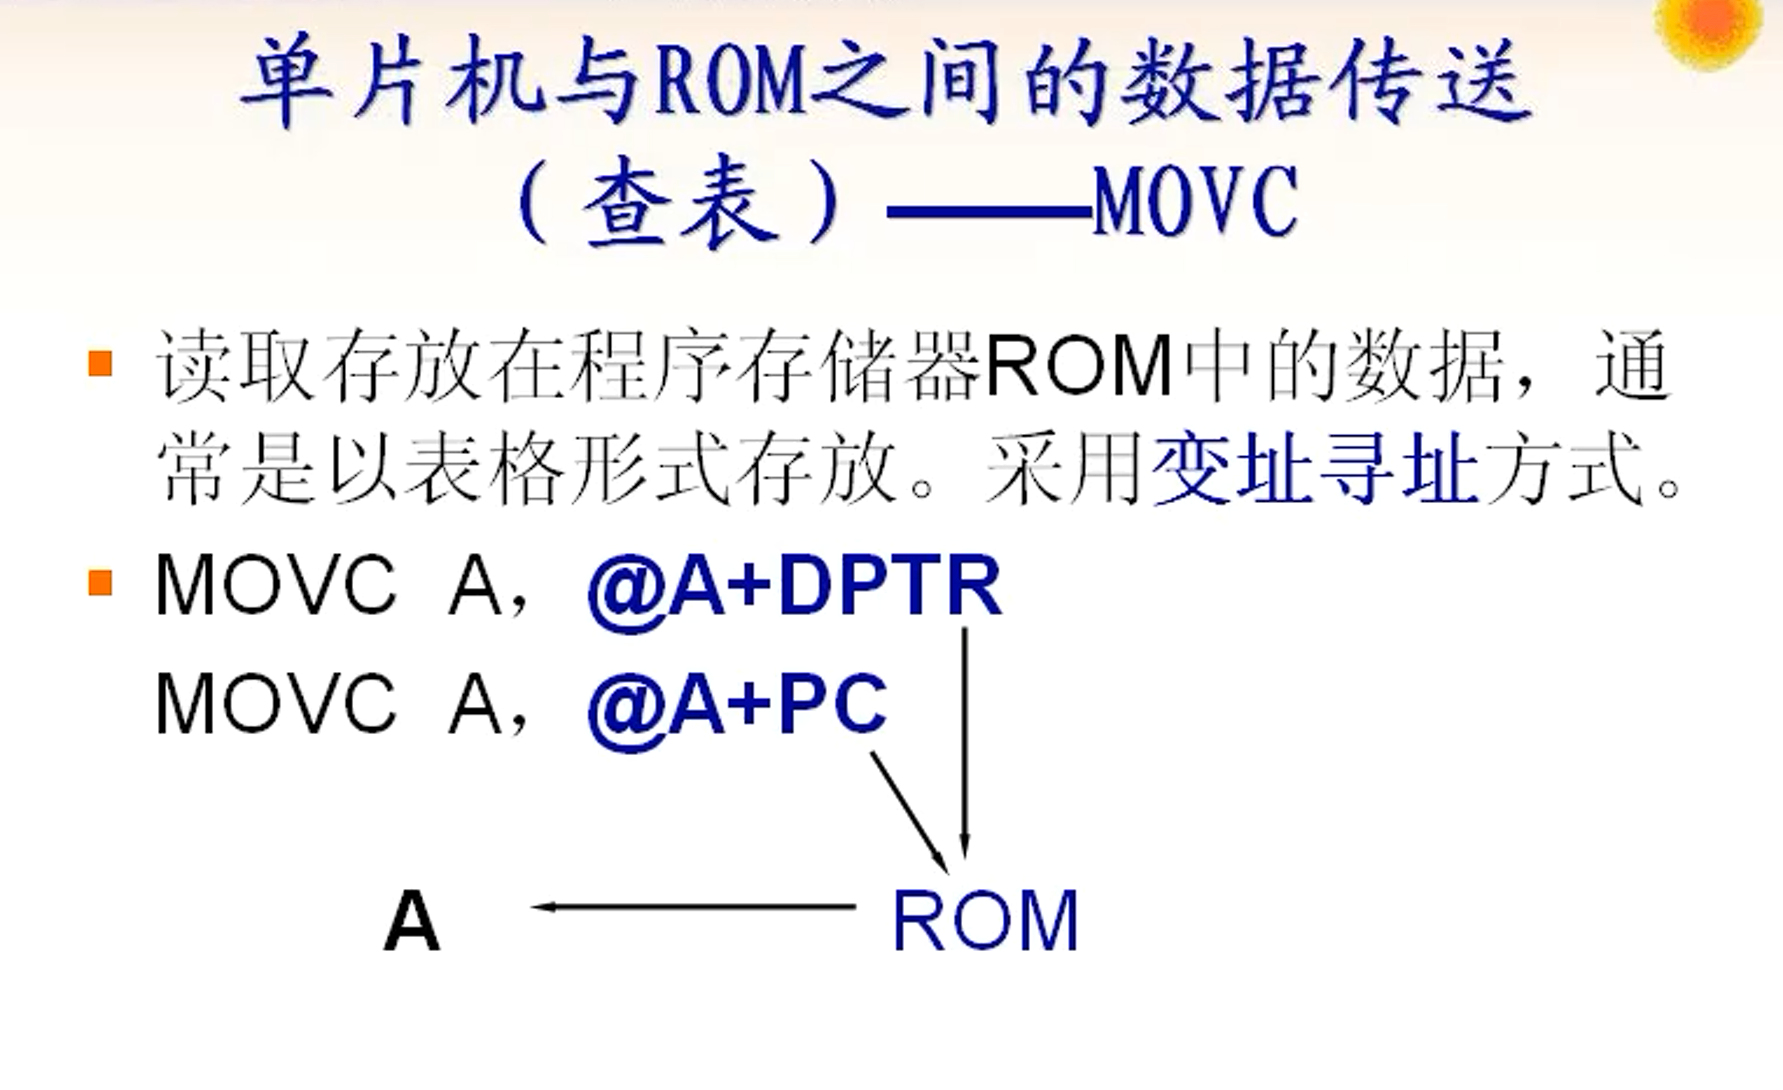 单片机与ROM之间的数据传送
（查表）——MOVC
读取存放在程序存储器ROM中的数据，通
常是以表格形式存放。采用变址寻址方式。
MOVC A，@A+DPTR
MOVC A，@A+PC
A ROM